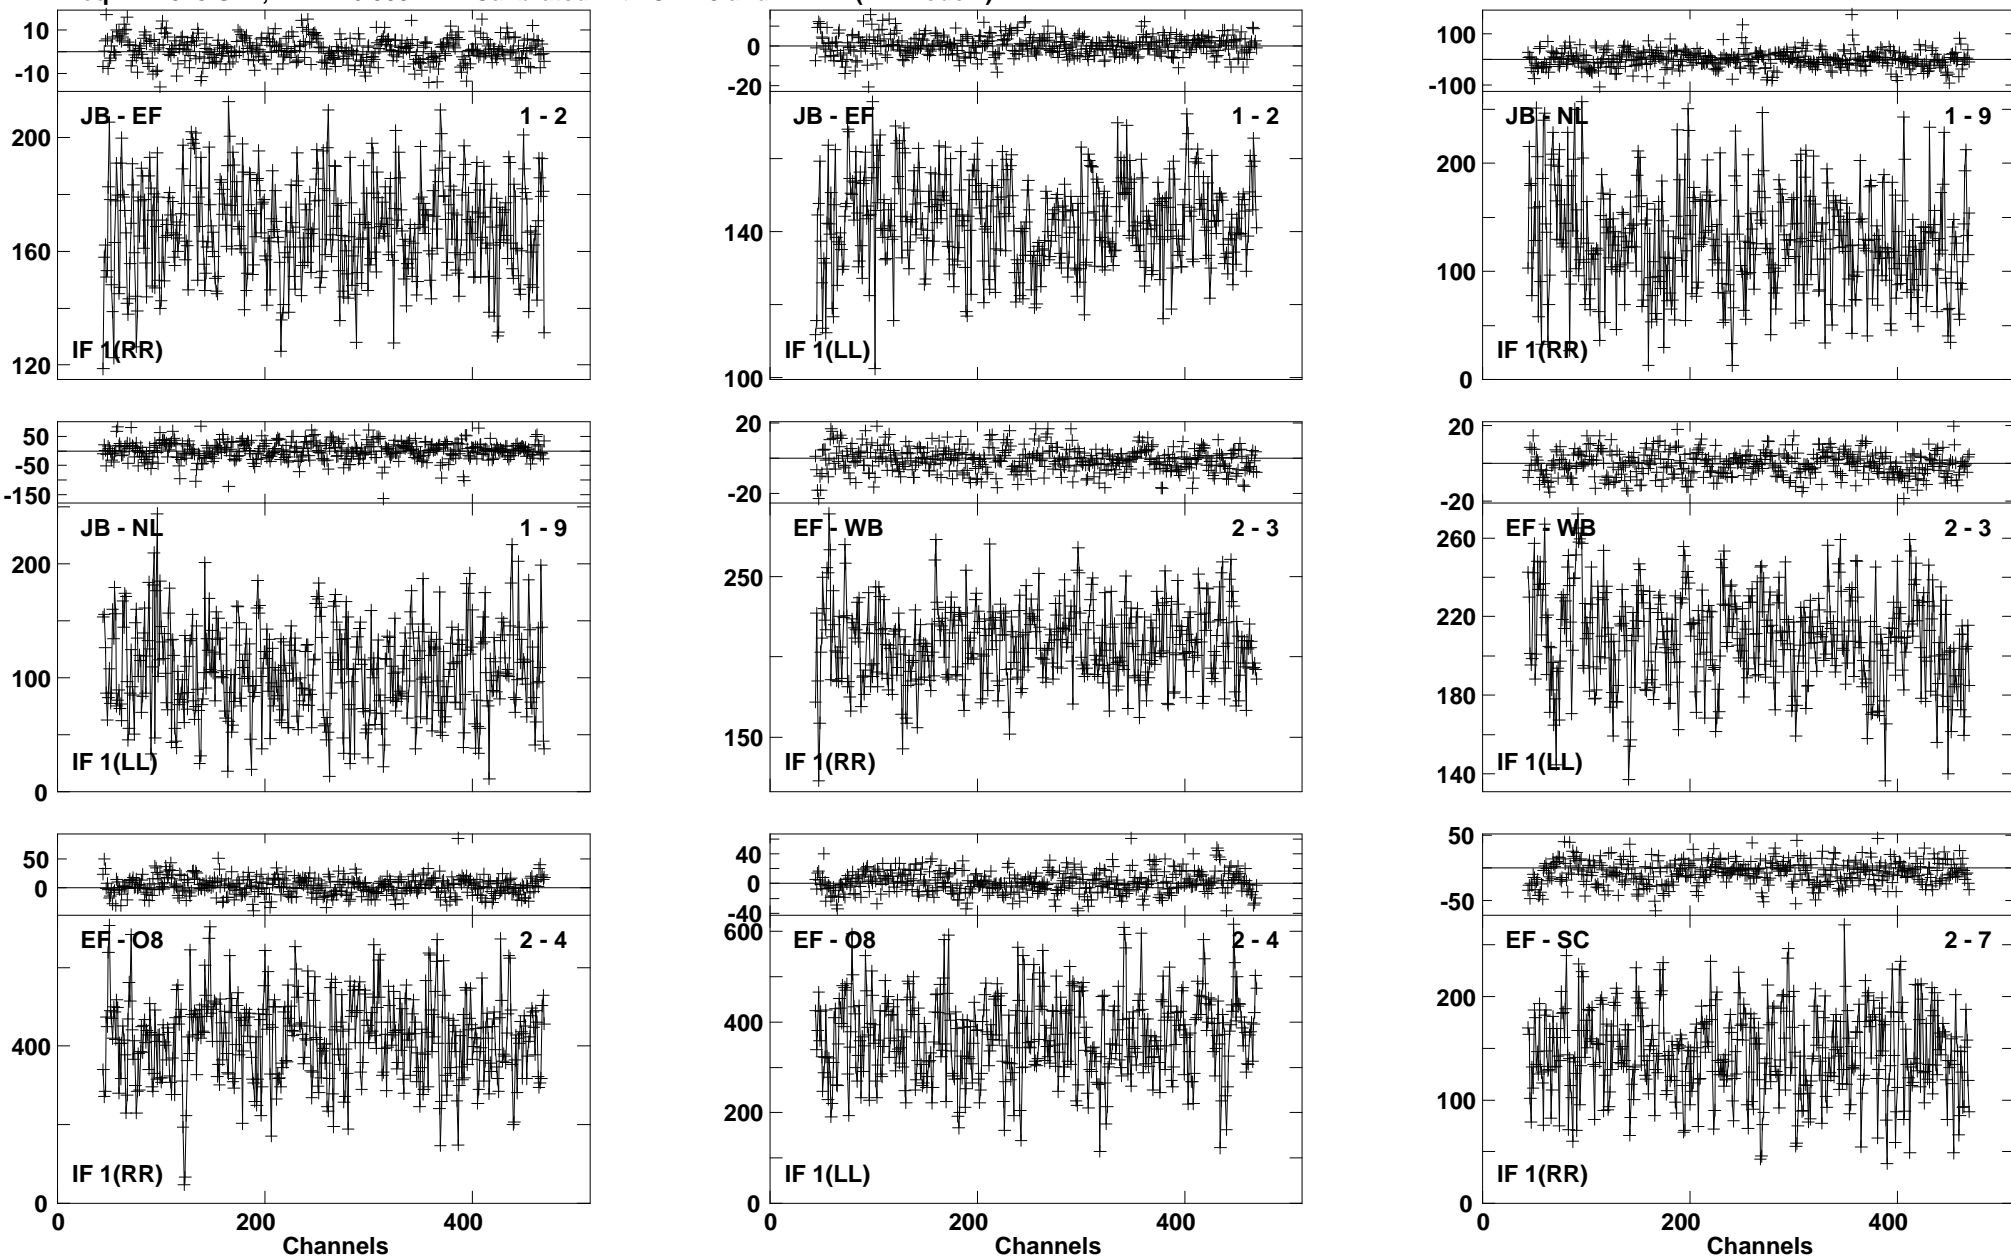 10
-10
JB - EF
1 - 2
200
160
120
IF 1(RR)
0
-20
JB - EF
1 - 2
140
100
IF 1(LL)
100
-100
JB - NL
1 - 9
200
100
0
IF 1(RR)
50
-50
-150
JB - NL
1 - 9
200
100
0
IF 1(LL)
20
-20
EF - WB
2 - 3
250
150
IF 1(RR)
20
-20
EF - WB
2 - 3
260
220
180
140
IF 1(LL)
50
0
EF - O8
2 - 4
400
0
IF 1(RR)
0 200 400
Channels
40
0
-40
EF - O8
2 - 4
600
400
200
0
IF 1(LL)
0 200 400
Channels
50
-50
EF - SC
2 - 7
200
100
0
IF 1(RR)
0 200 400
Channels